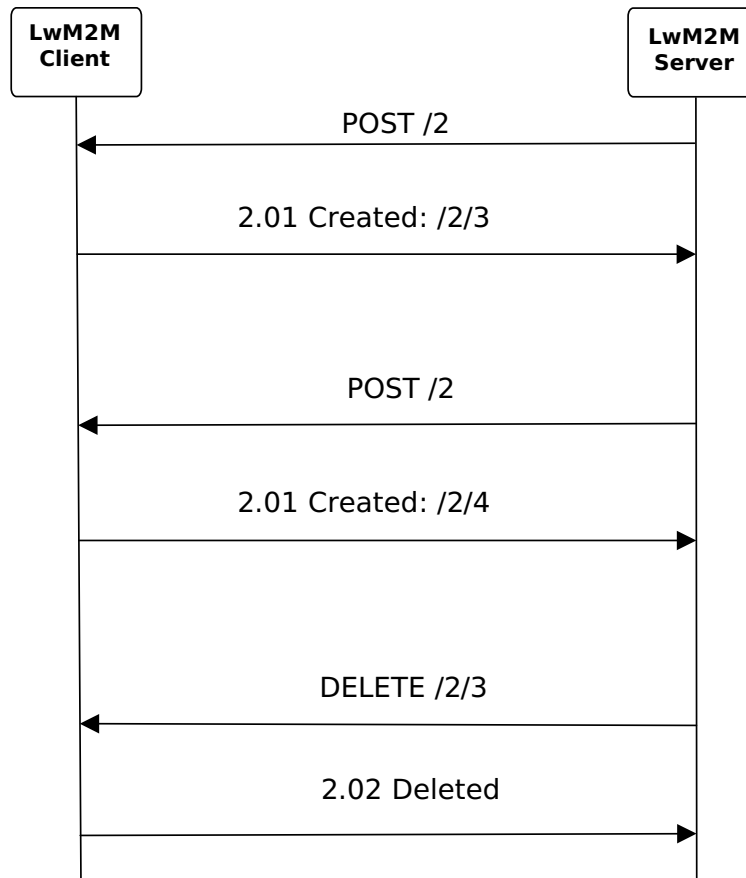 LwM2M
Client
LwM2M
Server
POST /2
2.01 Created: /2/3
POST /2
2.01 Created: /2/4
DELETE /2/3
2.02 Deleted